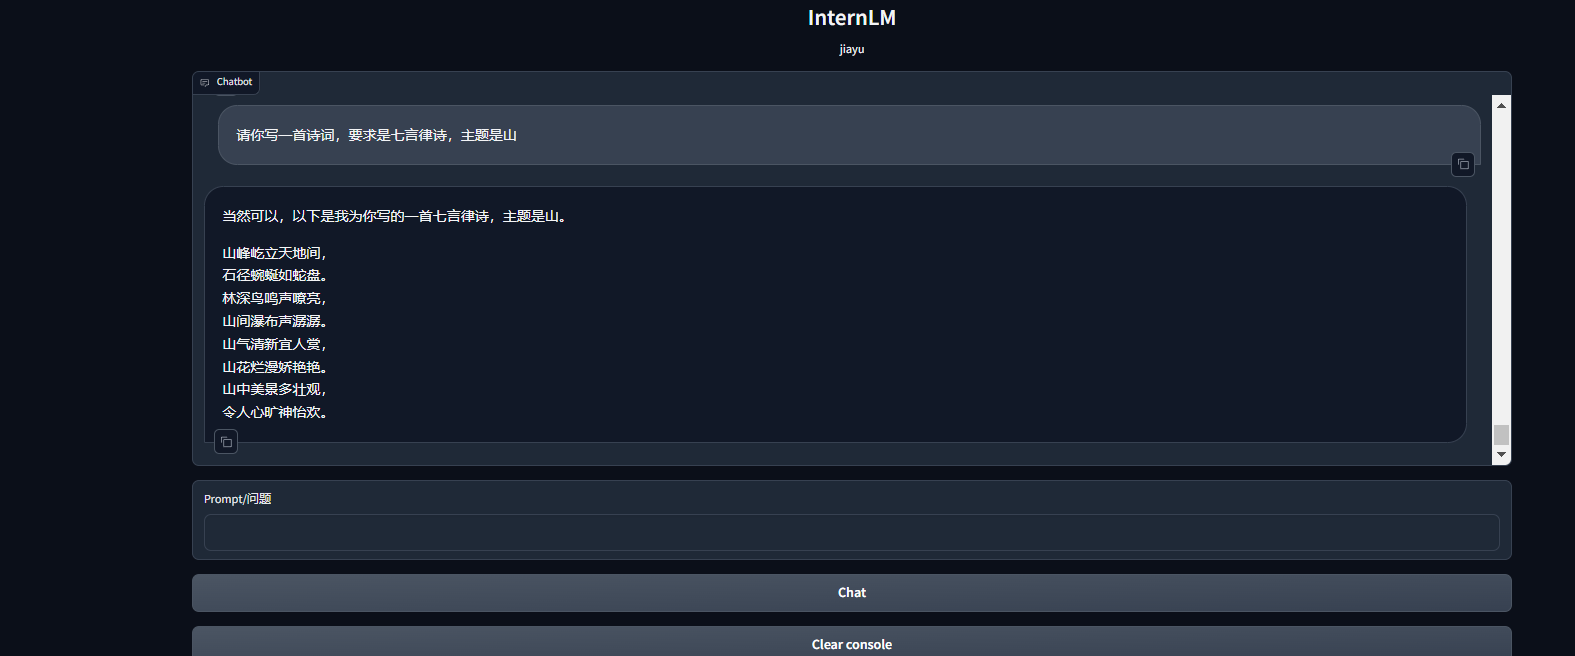 InternLM
jiayu
Chatbot
请你写一首诗词，要求是七言律诗，主题是山
当然可以，以下是我为你写的一首七言律诗，主题是山。
山峰屹立天地间，
石径蜿蜒如蛇盘。
林深鸟鸣声嘹亮，
山间瀑布声潺潺。
山气清新宜人赏，
山花烂漫娇艳艳。
山中美景多壮观，
令人心旷神怡欢。
Prompt/问题
Chat
Clear console